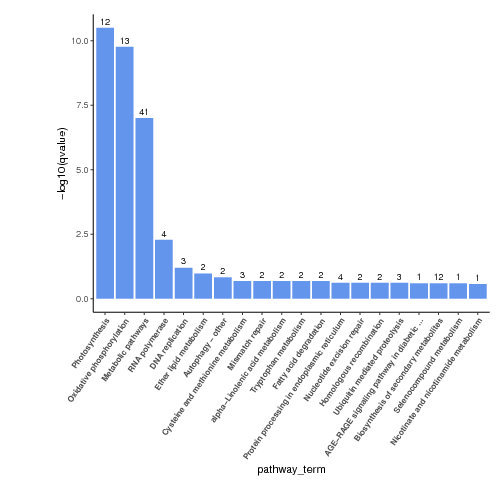 12
13
41
4
3
2
2
3
2
2
2
2
4
2
2
3
1
12
1
1
10.0
7.5
5.0
2.5
0.0
−log10(qvalue)
Photosynthesis
Oxidative phosphorylation
Metabolic pathways
RNA polymerase
DNA replication
Ether lipid metabolism
Autophagy − other
Cysteine and methionine metabolism
Mismatch repair
alpha−Linolenic acid metabolism
Tryptophan metabolism
Fatty acid degradation
Protein processing in endoplasmic reticulum
Nucleotide excision repair
Homologous recombination
Ubiquitin mediated proteolysis
AGE−RAGE signaling pathway in diabetic ...
Biosynthesis of secondary metabolites
Selenocompound metabolism
Nicotinate and nicotinamide metabolism
pathway_term